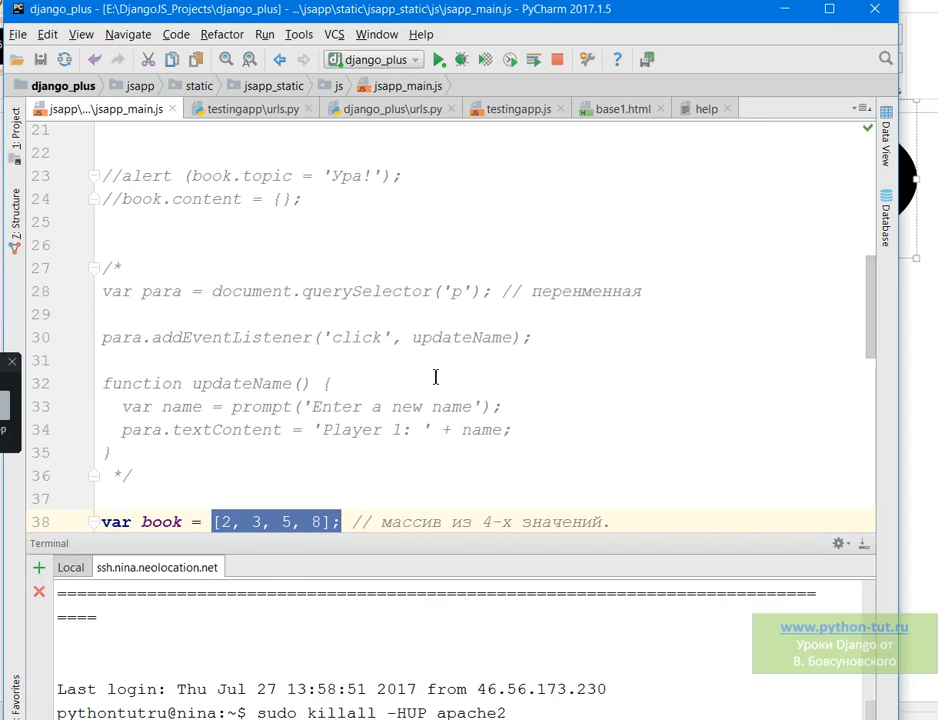 django_plus - [E:\DjangoJS_Projects\django_plus] - ...\jsapp\static\jsapp_static\js\jsapp_main.js - PyCharm 2017.1.5
File Edit View Navigate Code Refactor Run Tools VCS Window Help
django_plus
django_plus jsapp static jsapp_static js jsapp_main.js
jsapp\...\jsapp_main.js testingapp\urls.py django_plus\urls.py testingapp.js base1.html help
1: Project
7: Structure
Favorites
Data View
Database
21
22
23 //alert (book.topic = 'Ура!');
24 //book.content = {};
25
26
27 /*
28 var para = document.querySelector('p'); // перенменная
29
30 para.addEventListener('click', updateName);
31
32 function updateName() {
33 var name = prompt('Enter a new name');
34 para.textContent = 'Player 1: ' + name;
35 }
36 */
37
38 var book = [2, 3, 5, 8]; // массив из 4-х значений.
Terminal
Local ssh.nina.neolocation.net
============================================================================
====
www.python-tut.ru
Уроки Django от
В. Бовсуновского
Last login: Thu Jul 27 13:58:51 2017 from 46.56.173.230
pythontutru@nina:~$ sudo killall -HUP apache2